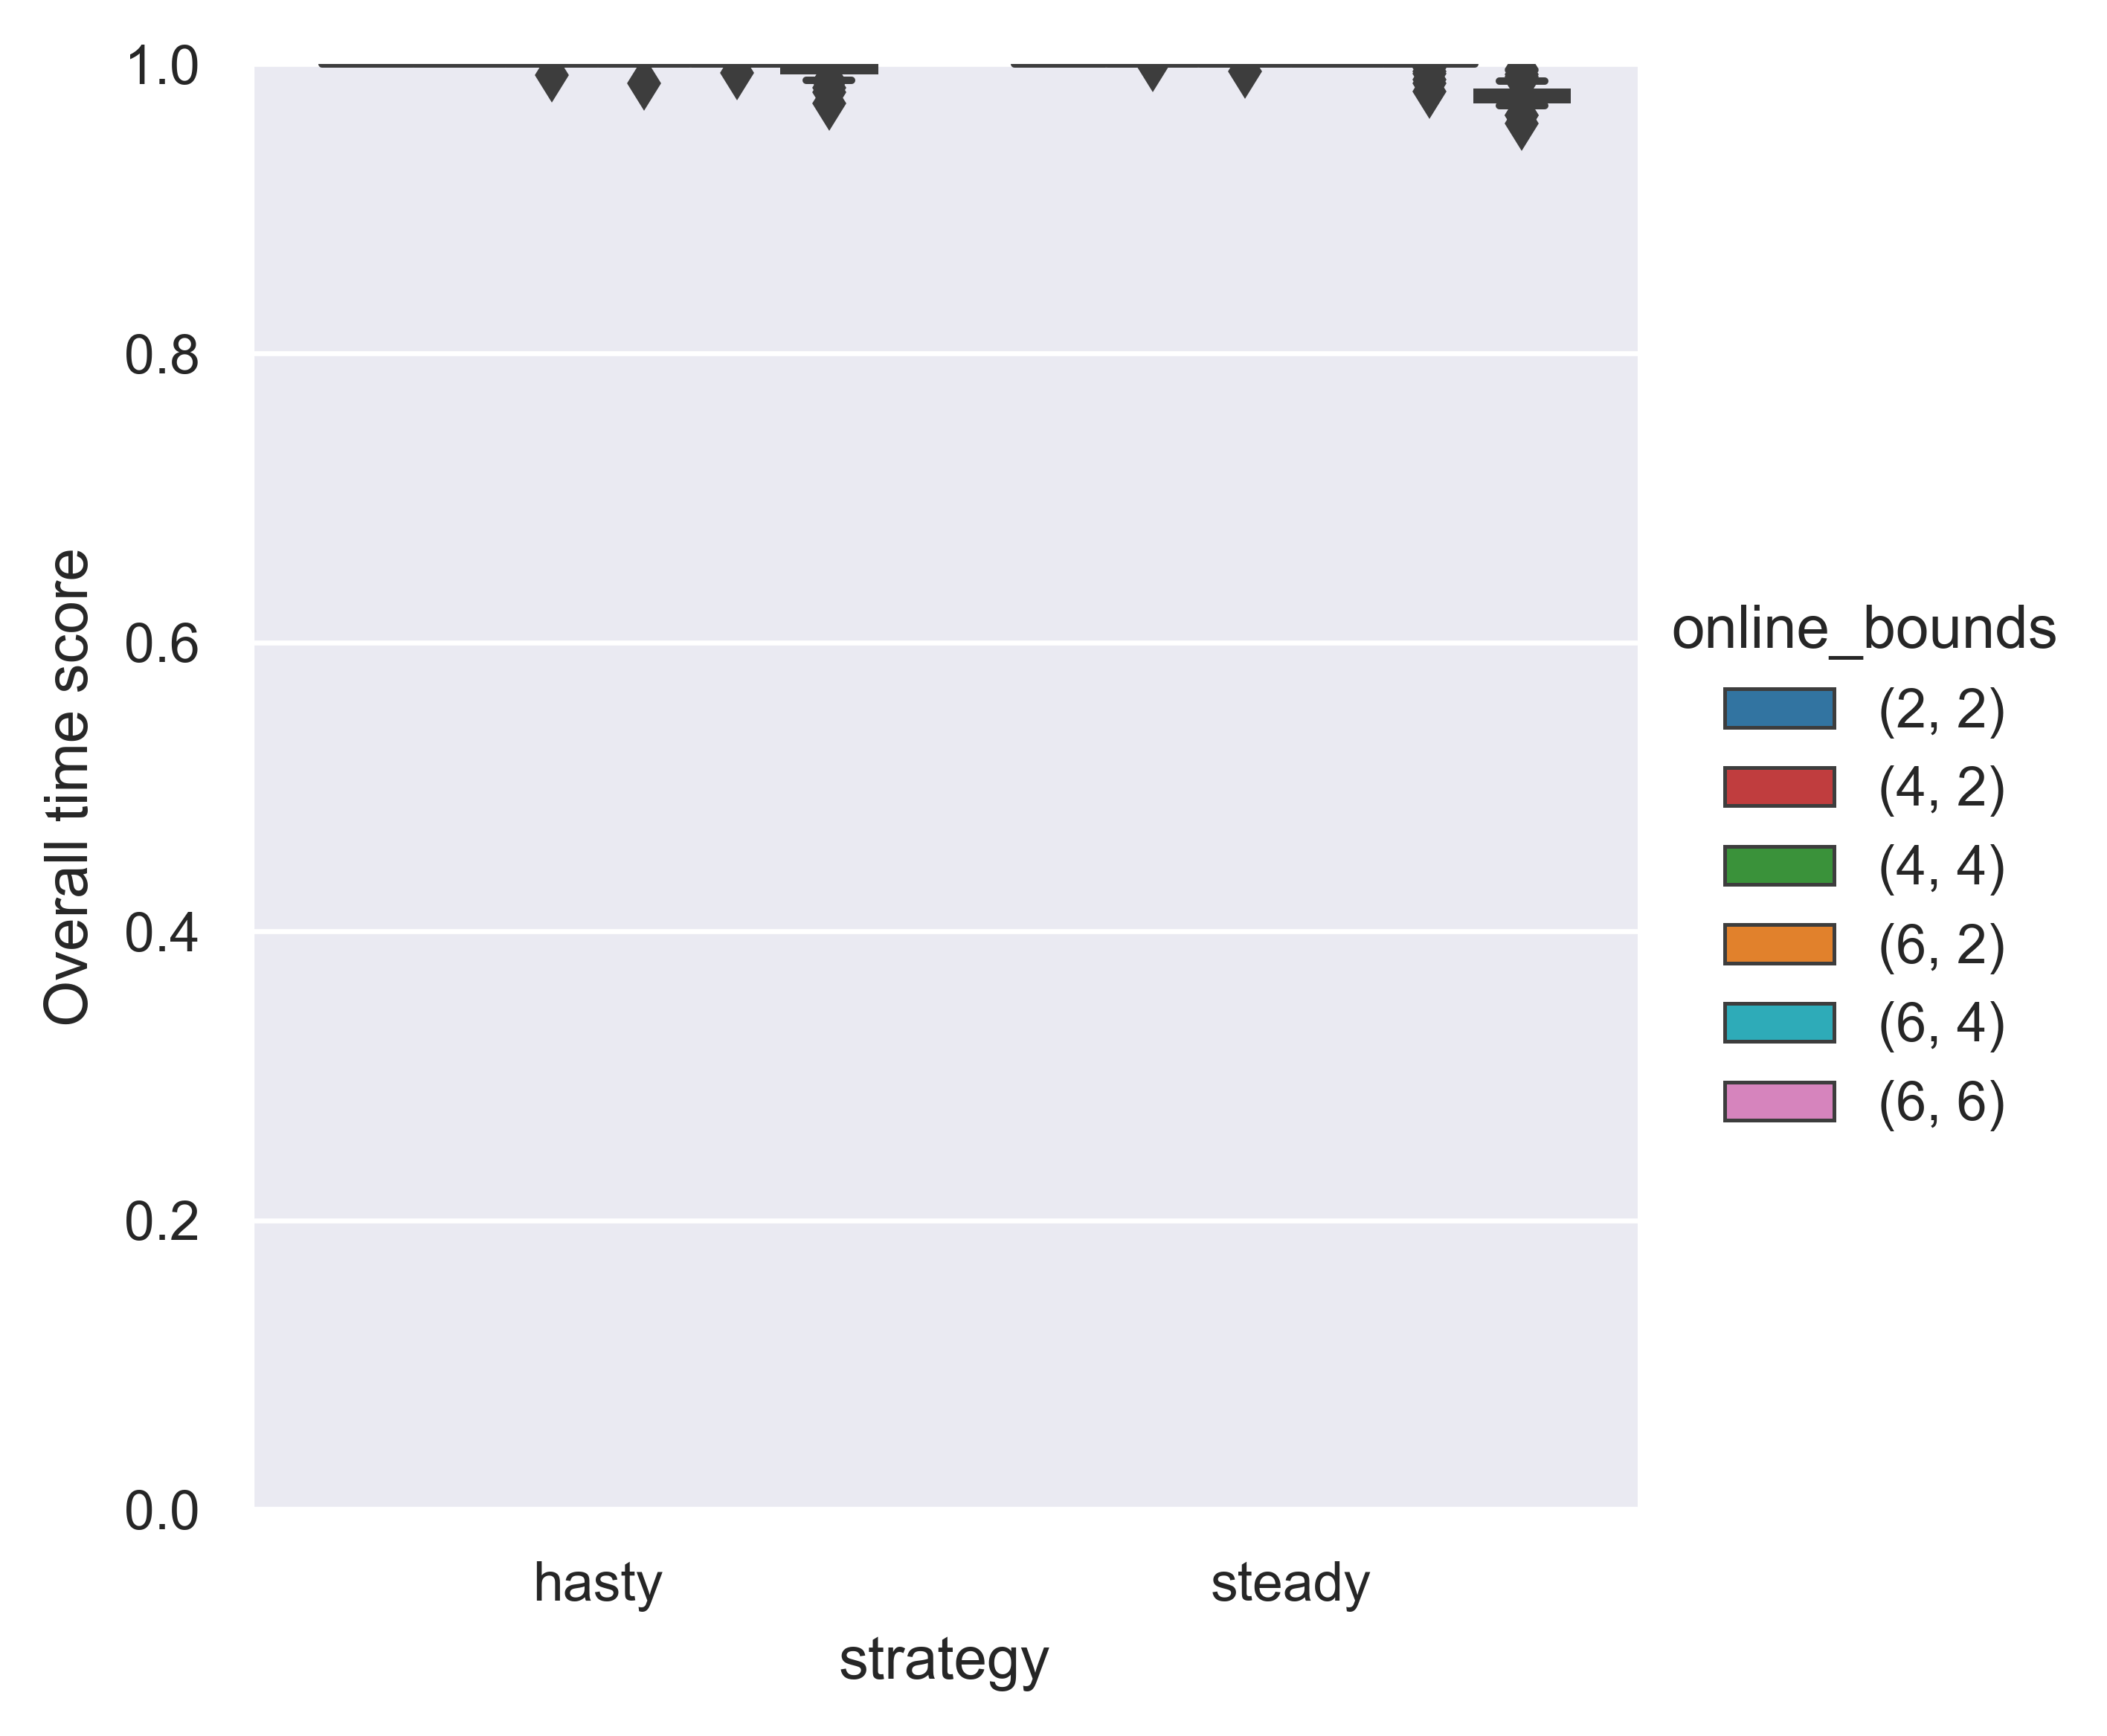 1.0
0.8
0.6
0.4
0.2
0.0
Overall time score
hasty
steady
strategy
online_bounds
(2, 2)
(4, 2)
(4, 4)
(6, 2)
(6, 4)
(6, 6)